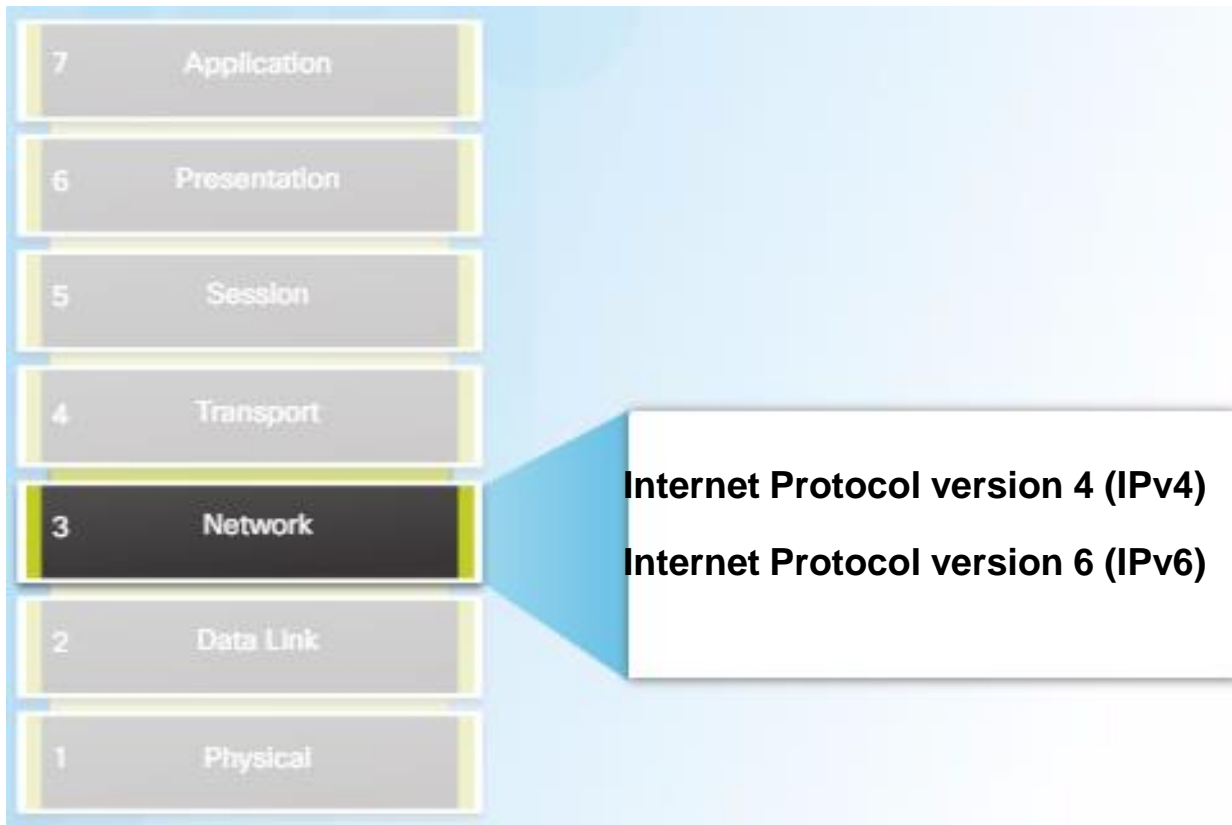 7 Application
6 Presentation
5 Session
4 Transport
3 Network
Internet Protocol version 4 (IPv4)
Internet Protocol version 6 (IPv6)
2 Data Link
1 Physical